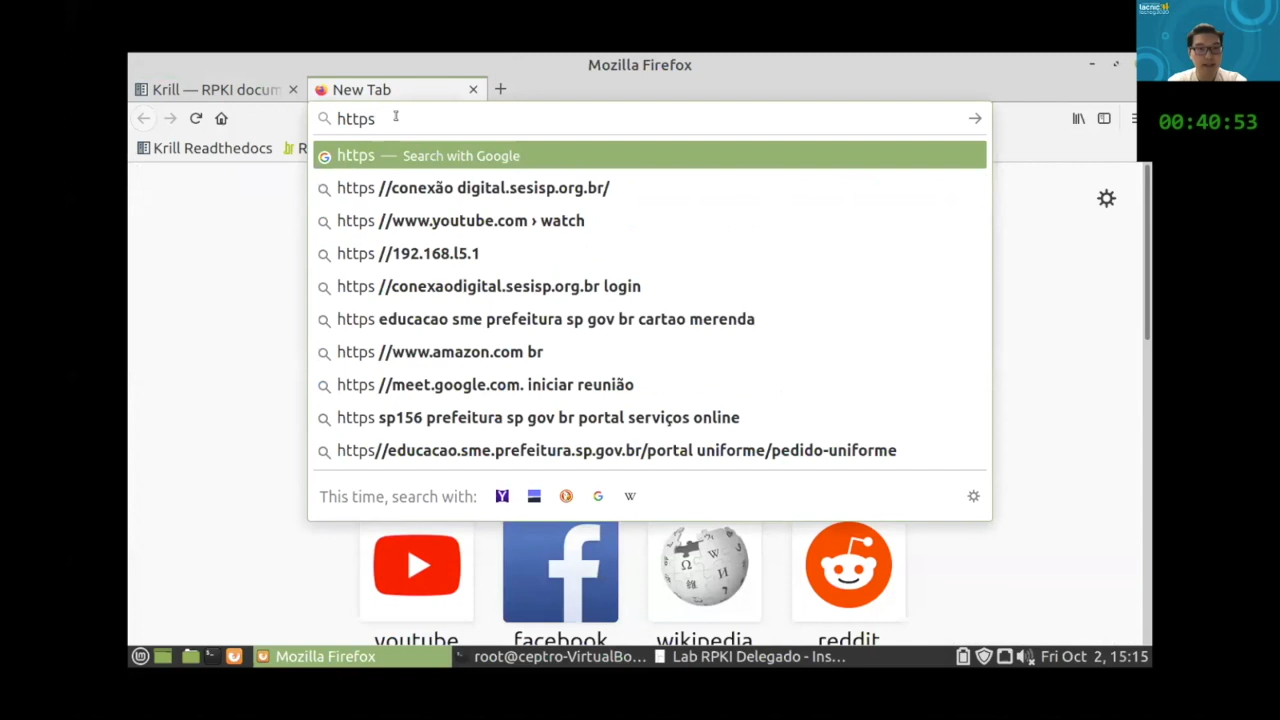 lacnic
Mozilla Firefox
Krill — RPKI docum
New Tab
00:40:53
https
Krill Readthedocs
br R
https — Search with Google
https //conexão digital.sesisp.org.br/
https //www.youtube.com › watch
https //192.168.l5.1
https //conexaodigital.sesisp.org.br login
https educacao sme prefeitura sp gov br cartao merenda
https //www.amazon.com br
https //meet.google.com. iniciar reunião
https sp156 prefeitura sp gov br portal serviços online
https//educacao.sme.prefeitura.sp.gov.br/portal uniforme/pedido-uniforme
This time, search with:
youtube
facebook
wikipedia
reddit
Mozilla Firefox
root@ceptro-VirtualBo...
Lab RPKI Delegado - Ins...
Fri Oct 2, 15:15